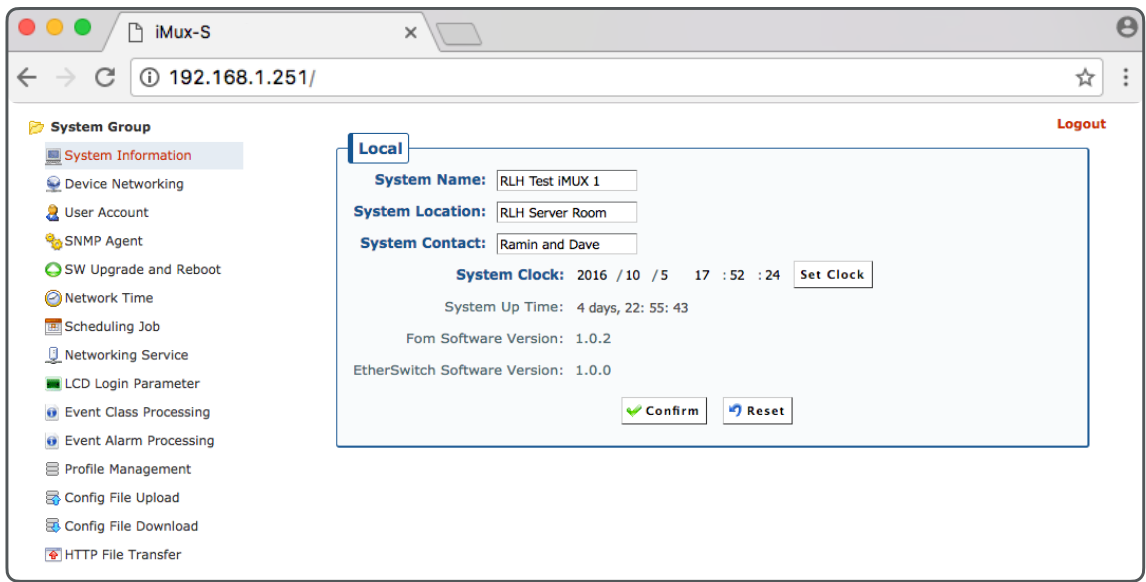 iMux-S
192.168.1.251/
System Group
System Information
Device Networking
User Account
SNMP Agent
SW Upgrade and Reboot
Network Time
Scheduling Job
Networking Service
LCD Login Parameter
Event Class Processing
Event Alarm Processing
Profile Management
Config File Upload
Config File Download
HTTP File Transfer
Logout
Local
System Name: RLH Test iMUX 1
System Location: RLH Server Room
System Contact: Ramin and Dave
System Clock: 2016 / 10 / 5 17 : 52 : 24 Set Clock
System Up Time: 4 days, 22: 55: 43
Fom Software Version: 1.0.2
EtherSwitch Software Version: 1.0.0
Confirm Reset